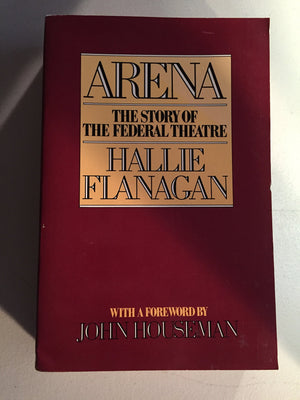 ARENA
THE STORY OF
THE FEDERAL THEATRE
HALLIE
FLANAGAN
WITH A FOREWORD BY
JOHN HOUSEMAN